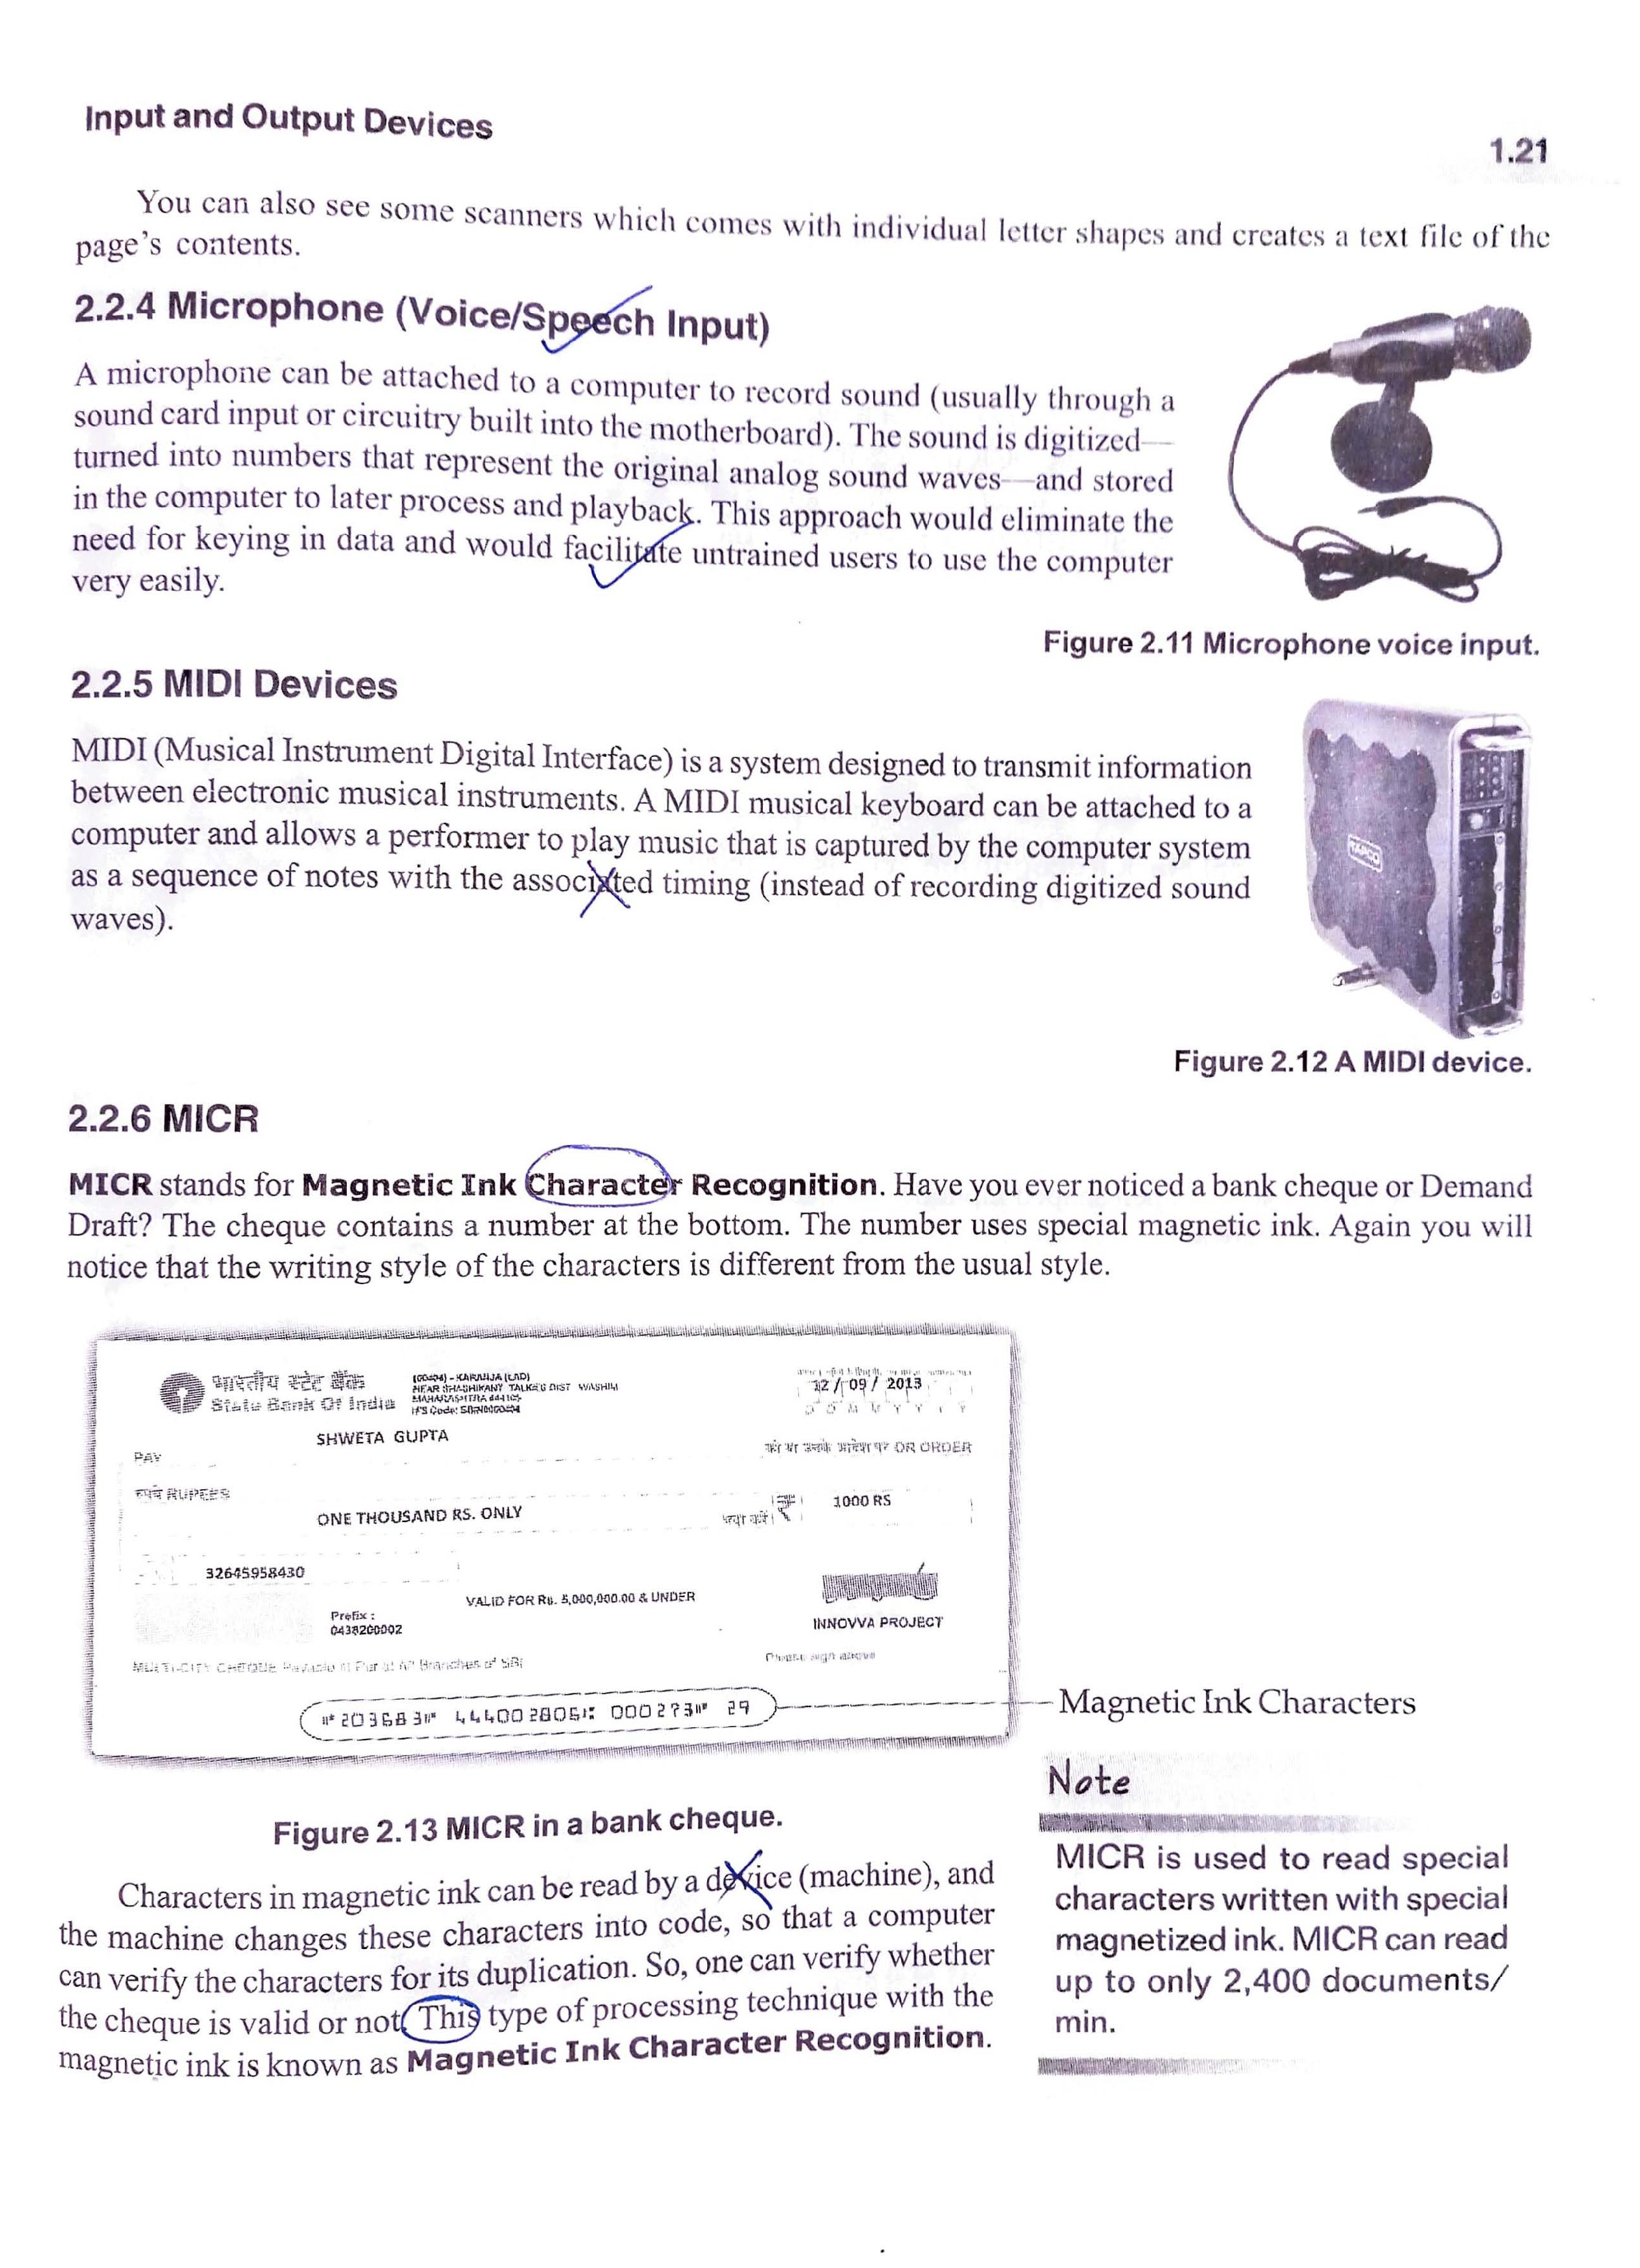 Input and Output Devices
1.21
You can also see some scanners which comes with individual letter shapes and creates a text file of the
page's contents.
2.2.4 Microphone (Voice/Speech Input)
A microphone can be attached to a computer to record sound (usually through a
sound card input or circuitry built into the motherboard). The sound is digitized—
turned into numbers that represent the original analog sound waves—and stored
in the computer to later process and playback. This approach would eliminate the
need for keying in data and would facilitate untrained users to use the computer
very easily.
Figure 2.11 Microphone voice input.
2.2.5 MIDI Devices
MIDI (Musical Instrument Digital Interface) is a system designed to transmit information
between electronic musical instruments. A MIDI musical keyboard can be attached to a
computer and allows a performer to play music that is captured by the computer system
as a sequence of notes with the associated timing (instead of recording digitized sound
waves).
TAPCO
Figure 2.12 A MIDI device.
2.2.6 MICR
MICR stands for Magnetic Ink Character Recognition. Have you ever noticed a bank cheque or Demand
Draft? The cheque contains a number at the bottom. The number uses special magnetic ink. Again you will
notice that the writing style of the characters is different from the usual style.
भारतीय स्टेट बैंक
State Bank Of India
(00404) - KARANJA (LAD)
NEAR SHASHIKANT TALKIES DIST WASHIM
MAHARASHTRA 444105
IFS Code:
12/09/2013
D D M M Y Y Y Y
PAY
SHWETA GUPTA
OR ORDER
रुपये RUPEES
ONE THOUSAND RS. ONLY
₹
1000 RS
32645958430
VALID FOR Rs. 5,000,000.00 & UNDER
Prefix :
0438200002
INNOVVA PROJECT
MULTI-CITY CHEQUE Payable at Par at All Branches of SBI
Please sign above
⑈203683⑈ 444002806⑆ 000273⑈ 29
Magnetic Ink Characters
Figure 2.13 MICR in a bank cheque.
Characters in magnetic ink can be read by a device (machine), and
the machine changes these characters into code, so that a computer
can verify the characters for its duplication. So, one can verify whether
the cheque is valid or not. This type of processing technique with the
magnetic ink is known as Magnetic Ink Character Recognition.
Note
MICR is used to read special
characters written with special
magnetized ink. MICR can read
up to only 2,400 documents/
min.